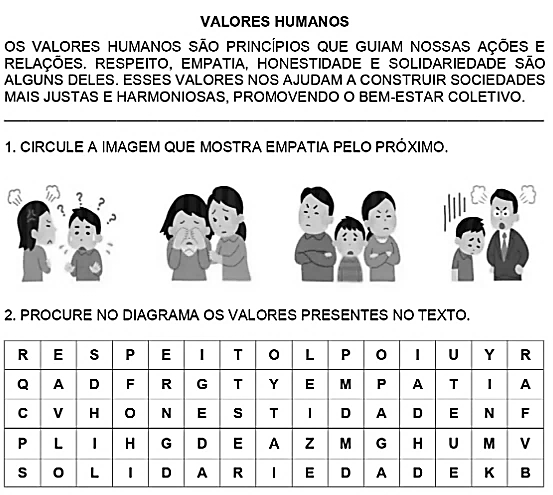 VALORES HUMANOS
OS VALORES HUMANOS SÃO PRINCÍPIOS QUE GUIAM NOSSAS AÇÕES E
RELAÇÕES. RESPEITO, EMPATIA, HONESTIDADE E SOLIDARIEDADE SÃO
ALGUNS DELES. ESSES VALORES NOS AJUDAM A CONSTRUIR SOCIEDADES
MAIS JUSTAS E HARMONIOSAS, PROMOVENDO O BEM-ESTAR COLETIVO.
1. CIRCULE A IMAGEM QUE MOSTRA EMPATIA PELO PRÓXIMO.
? ? ? ?
2. PROCURE NO DIAGRAMA OS VALORES PRESENTES NO TEXTO.
R E S P E I T O L P O I U Y R
Q A D F R G T Y E M P A T I A
C V H O N E S T I D A D E N F
P L I H G D E A Z M G H U M V
S O L I D A R I E D A D E K B